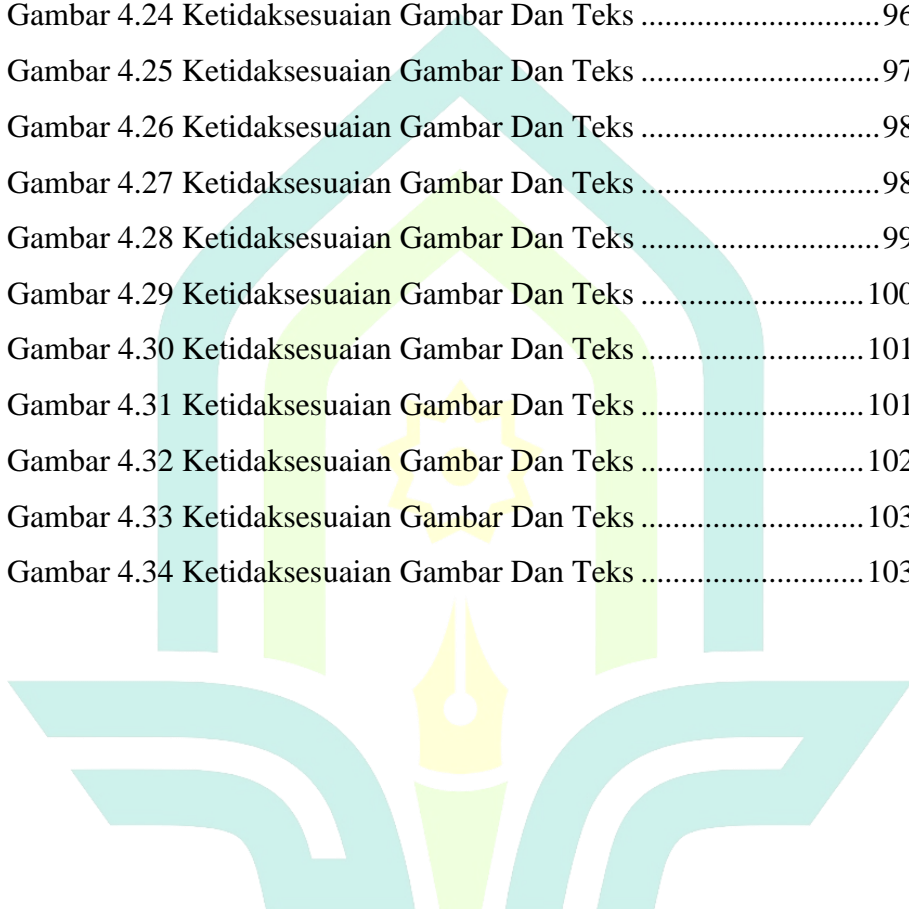 Gambar 4.24 Ketidaksesuaian Gambar Dan Teks ............................96
Gambar 4.25 Ketidaksesuaian Gambar Dan Teks ............................97
Gambar 4.26 Ketidaksesuaian Gambar Dan Teks ............................98
Gambar 4.27 Ketidaksesuaian Gambar Dan Teks ............................98
Gambar 4.28 Ketidaksesuaian Gambar Dan Teks ............................99
Gambar 4.29 Ketidaksesuaian Gambar Dan Teks ..........................100
Gambar 4.30 Ketidaksesuaian Gambar Dan Teks ..........................101
Gambar 4.31 Ketidaksesuaian Gambar Dan Teks ..........................101
Gambar 4.32 Ketidaksesuaian Gambar Dan Teks ..........................102
Gambar 4.33 Ketidaksesuaian Gambar Dan Teks ..........................103
Gambar 4.34 Ketidaksesuaian Gambar Dan Teks ..........................103